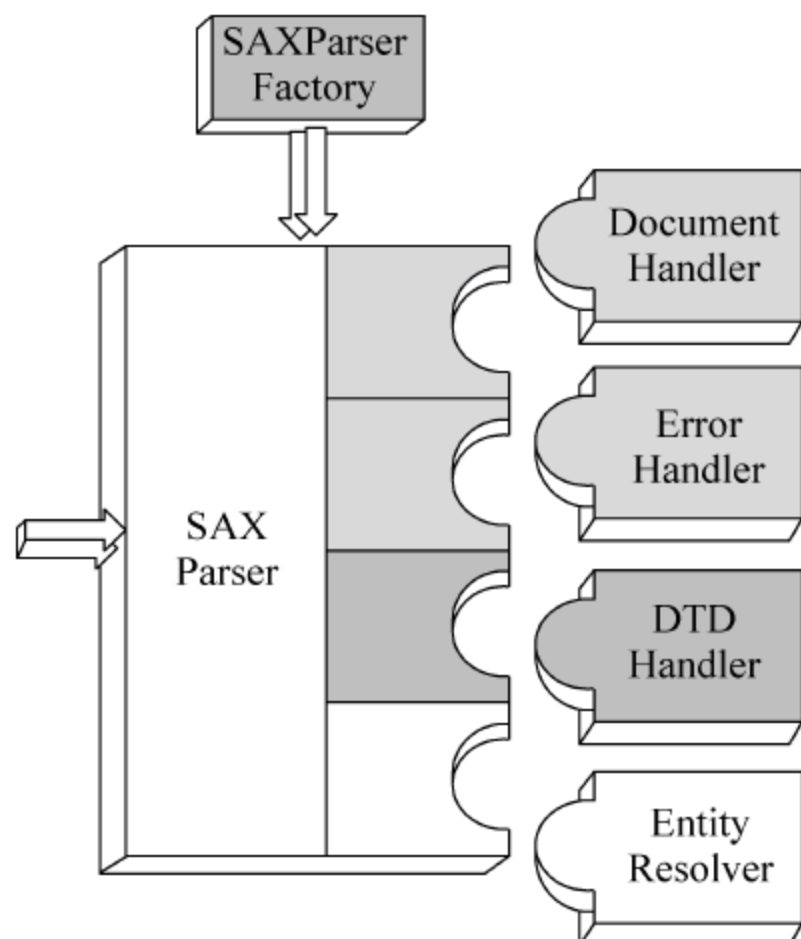 SAXParser
Factory
Document
Handler
Error
Handler
SAX
Parser
DTD
Handler
Entity
Resolver